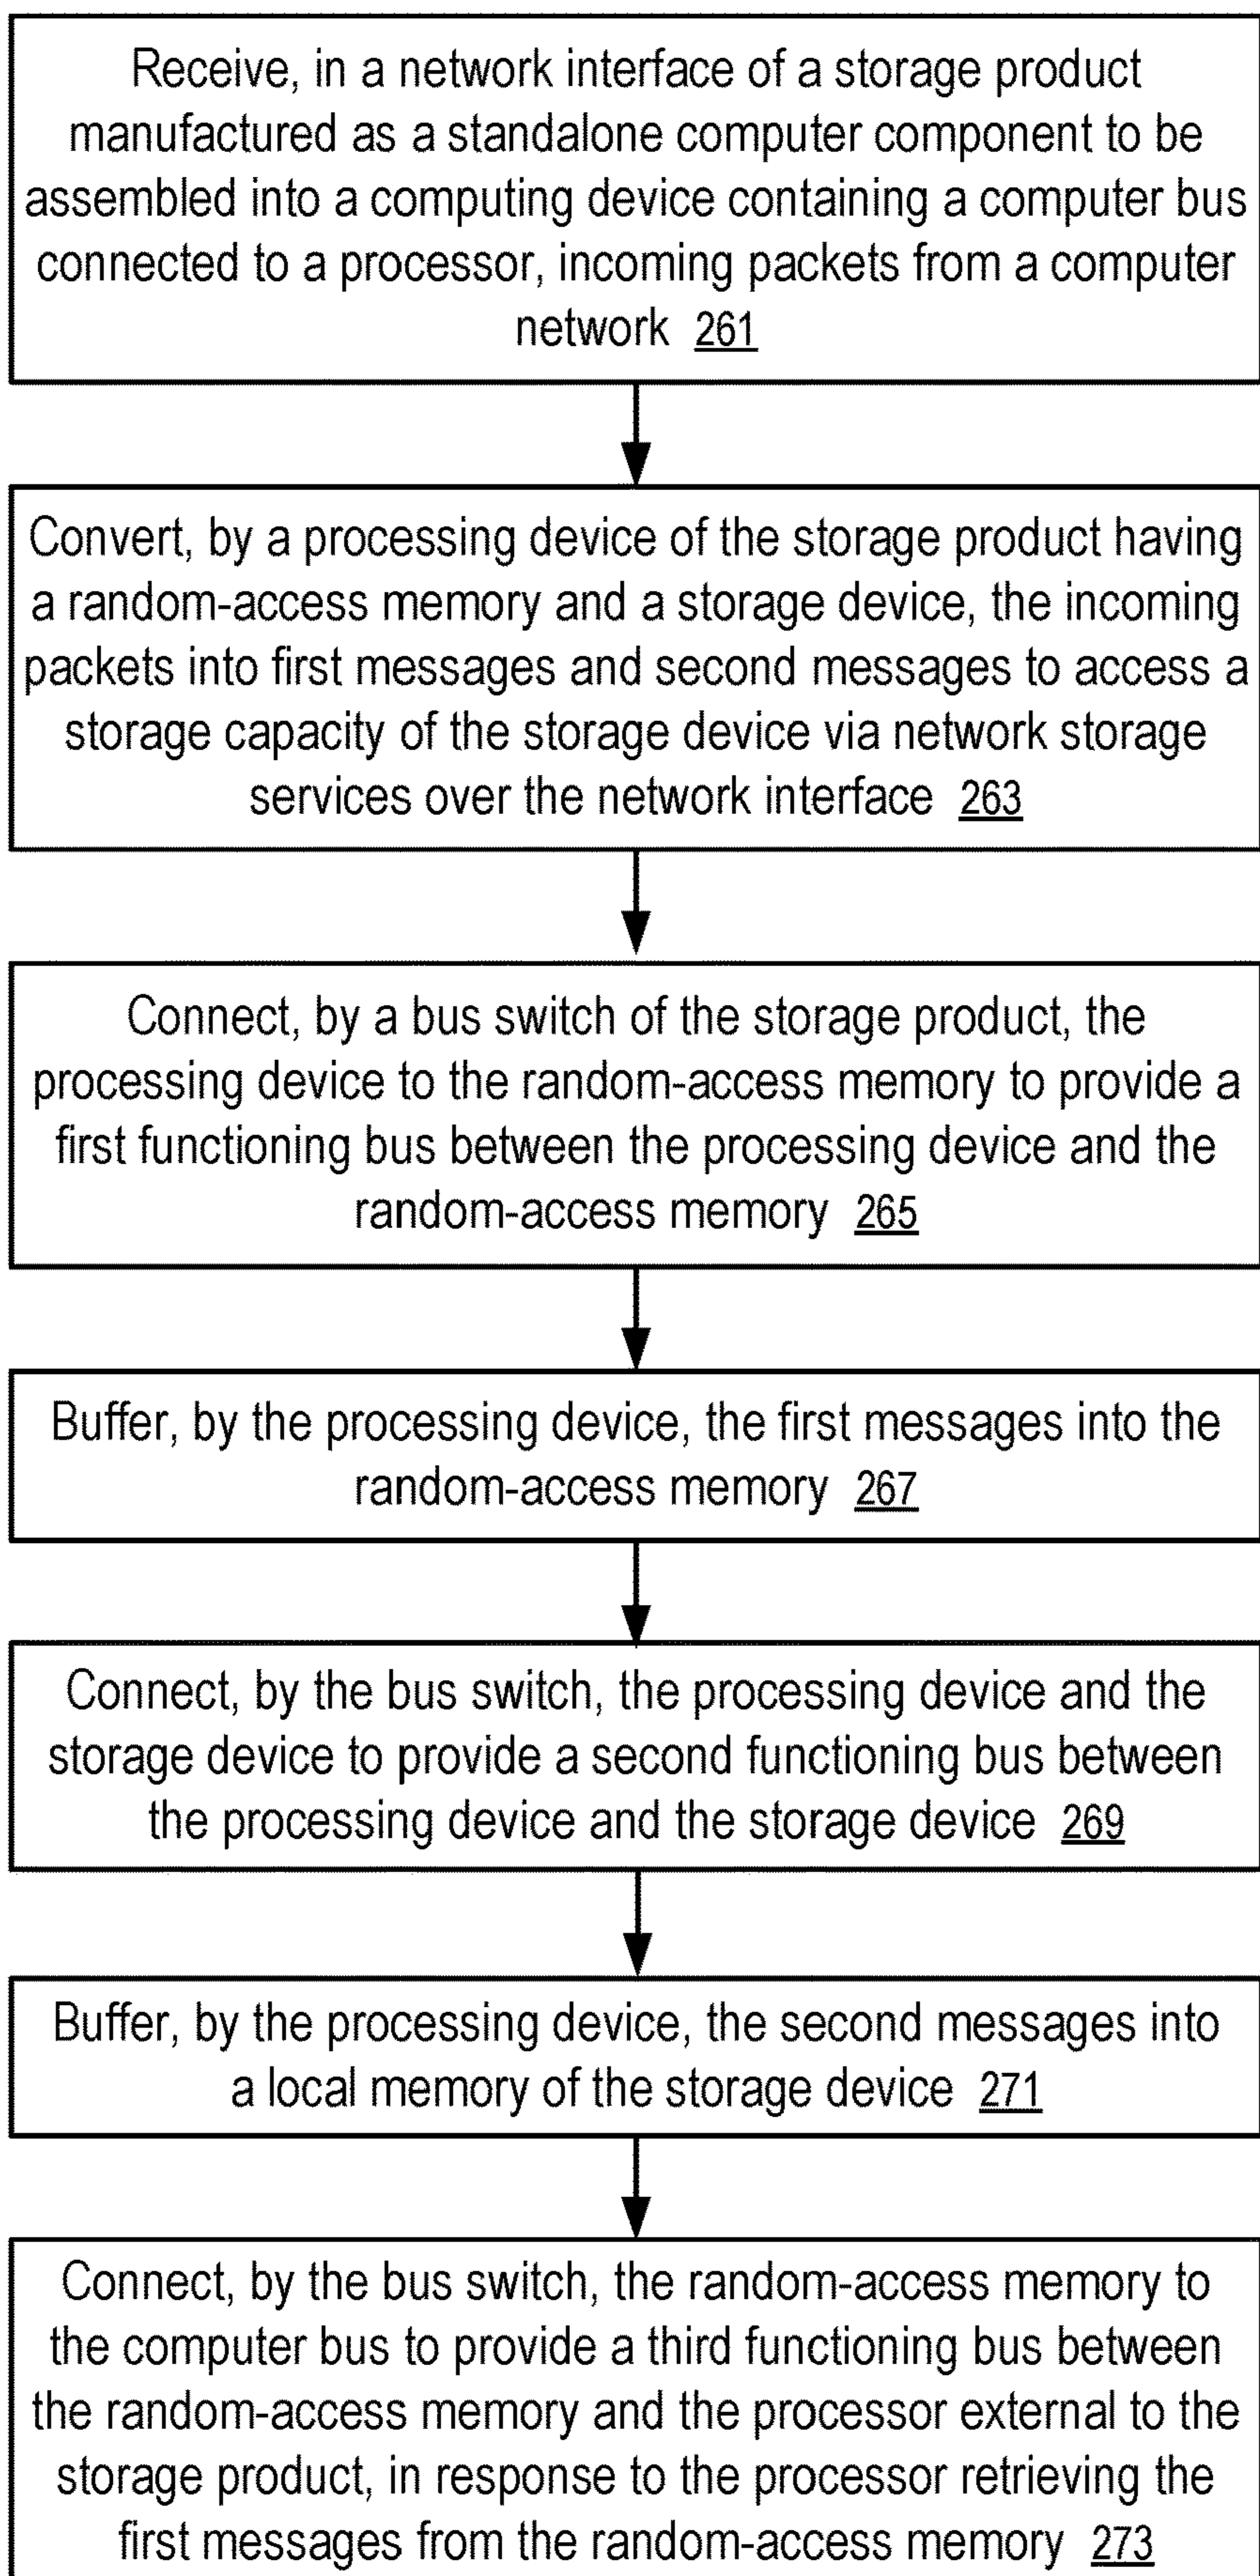 Receive, in a network interface of a storage product
manufactured as a standalone computer component to be
assembled into a computing device containing a computer bus
connected to a processor, incoming packets from a computer
network 261
Convert, by a processing device of the storage product having
a random-access memory and a storage device, the incoming
packets into first messages and second messages to access a
storage capacity of the storage device via network storage
services over the network interface 263
Connect, by a bus switch of the storage product, the
processing device to the random-access memory to provide a
first functioning bus between the processing device and the
random-access memory 265
Buffer, by the processing device, the first messages into the
random-access memory 267
Connect, by the bus switch, the processing device and the
storage device to provide a second functioning bus between
the processing device and the storage device 269
Buffer, by the processing device, the second messages into
a local memory of the storage device 271
Connect, by the bus switch, the random-access memory to
the computer bus to provide a third functioning bus between
the random-access memory and the processor external to the
storage product, in response to the processor retrieving the
first messages from the random-access memory 273